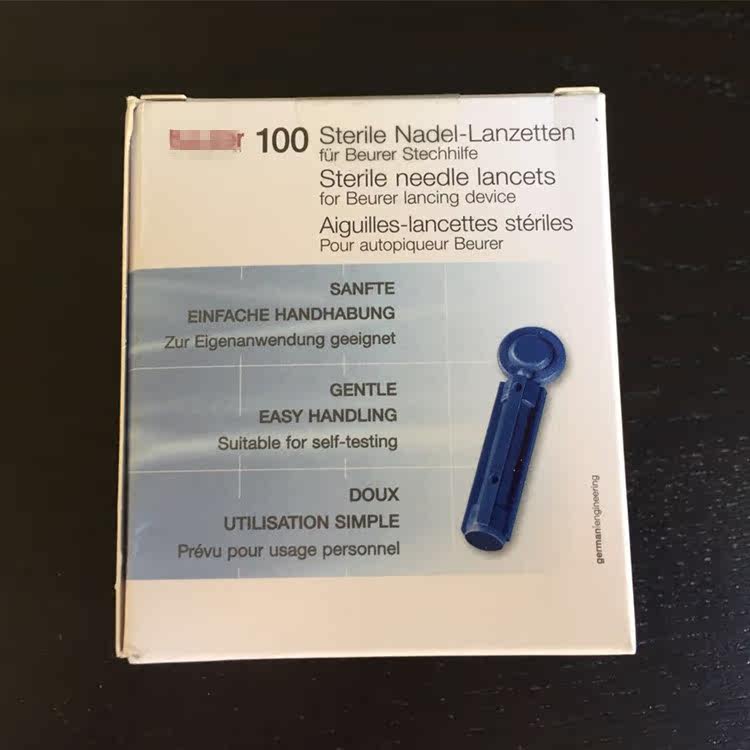 100 Sterile Nadel-Lanzetten
für Beurer Stechhilfe
Sterile needle lancets
for Beurer lancing device
Aiguilles-lancettes stériles
Pour autopiqueur Beurer
SANFTE
EINFACHE HANDHABUNG
Zur Eigenanwendung geeignet
GENTLE
EASY HANDLING
Suitable for self-testing
DOUX
UTILISATION SIMPLE
Prévu pour usage personnel
germanengineering